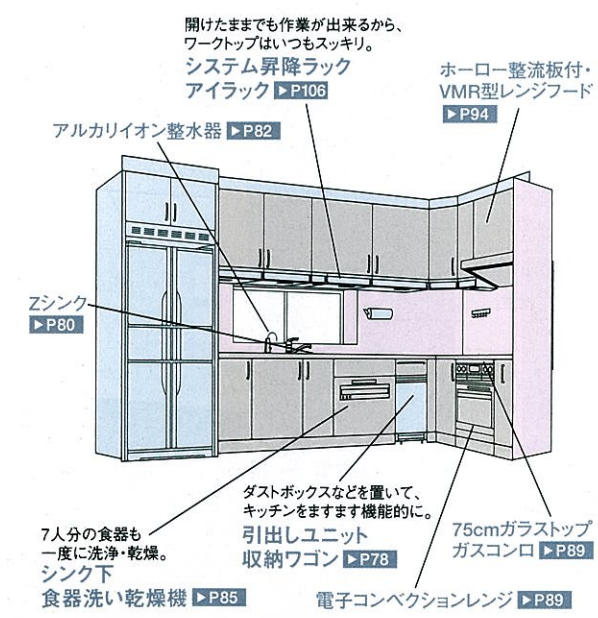 開けたままでも作業が出来るから、
ワークトップはいつもスッキリ。
システム昇降ラック
アイラック ▶P106
ホーロー整流板付・
VMR型レンジフード
▶P94
アルカリイオン整水器 ▶P82
Zシンク
▶P80
ダストボックスなどを置いて、
キッチンをますます機能的に。
引出しユニット
収納ワゴン ▶P78
7人分の食器も
一度に洗浄・乾燥。
シンク下
食器洗い乾燥機 ▶P85
75cmガラストップ
ガスコンロ ▶P89
電子コンベクションレンジ ▶P89